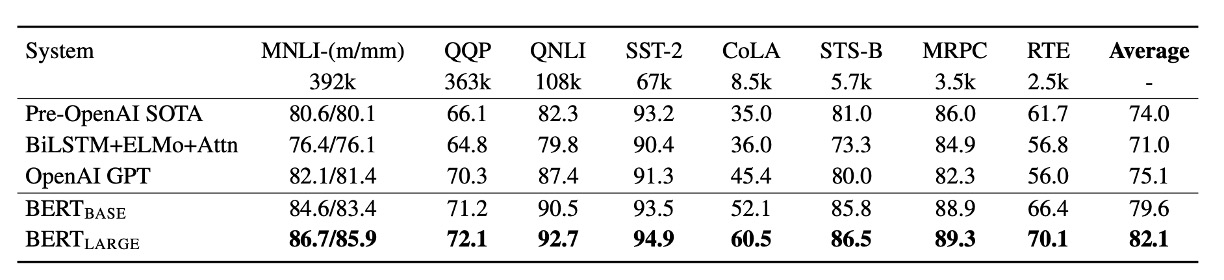 System MNLI-(m/mm) QQP QNLI SST-2 CoLA STS-B MRPC RTE Average
392k 363k 108k 67k 8.5k 5.7k 3.5k 2.5k -
Pre-OpenAI SOTA 80.6/80.1 66.1 82.3 93.2 35.0 81.0 86.0 61.7 74.0
BiLSTM+ELMo+Attn 76.4/76.1 64.8 79.8 90.4 36.0 73.3 84.9 56.8 71.0
OpenAI GPT 82.1/81.4 70.3 87.4 91.3 45.4 80.0 82.3 56.0 75.1
BERTBASE 84.6/83.4 71.2 90.5 93.5 52.1 85.8 88.9 66.4 79.6
BERTLARGE 86.7/85.9 72.1 92.7 94.9 60.5 86.5 89.3 70.1 82.1